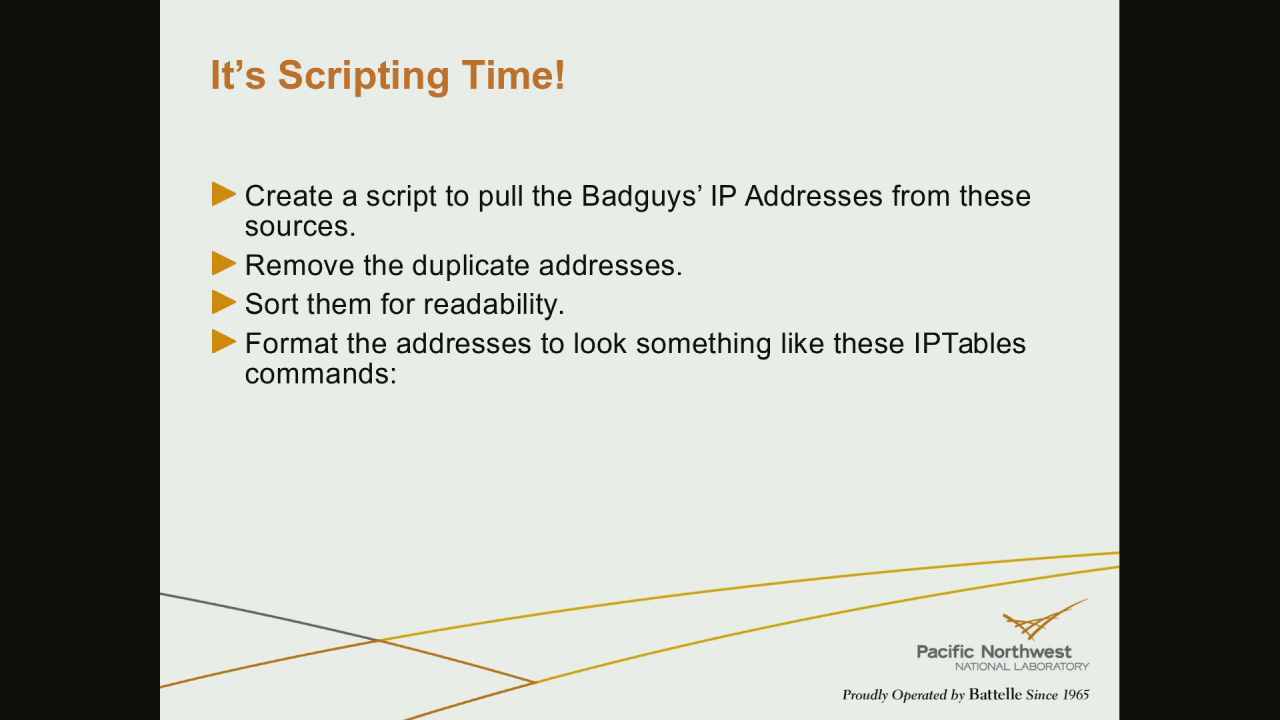 It’s Scripting Time!
Create a script to pull the Badguys’ IP Addresses from these
sources.
Remove the duplicate addresses.
Sort them for readability.
Format the addresses to look something like these IPTables
commands:
Pacific Northwest
NATIONAL LABORATORY
Proudly Operated by Battelle Since 1965